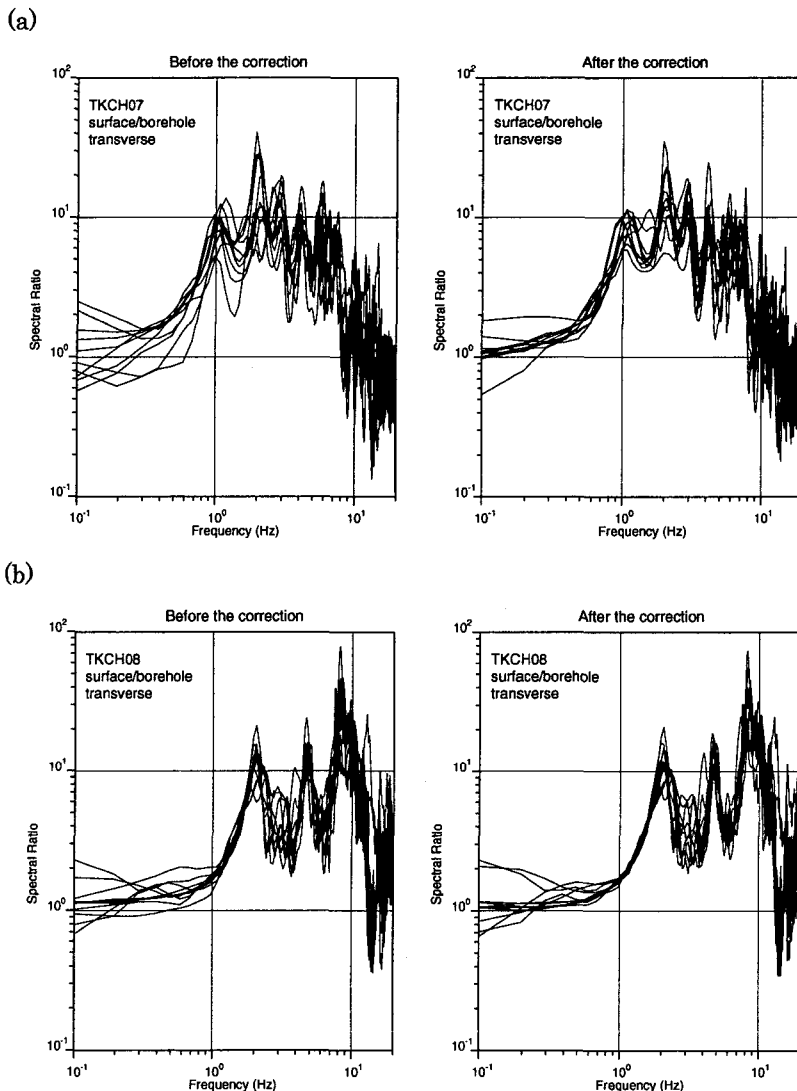 (a)
Before the correction
TKCH07
surface/borehole
transverse
Spectral Ratio
10²
10¹
10⁰
10⁻¹
10⁻¹ 10⁰ 10¹
Frequency (Hz)
After the correction
TKCH07
surface/borehole
transverse
Spectral Ratio
10²
10¹
10⁰
10⁻¹
10⁻¹ 10⁰ 10¹
Frequency (Hz)
(b)
Before the correction
TKCH08
surface/borehole
transverse
Spectral Ratio
10²
10¹
10⁰
10⁻¹
10⁻¹ 10⁰ 10¹
Frequency (Hz)
After the correction
TKCH08
surface/borehole
transverse
Spectral Ratio
10²
10¹
10⁰
10⁻¹
10⁻¹ 10⁰ 10¹
Frequency (Hz)